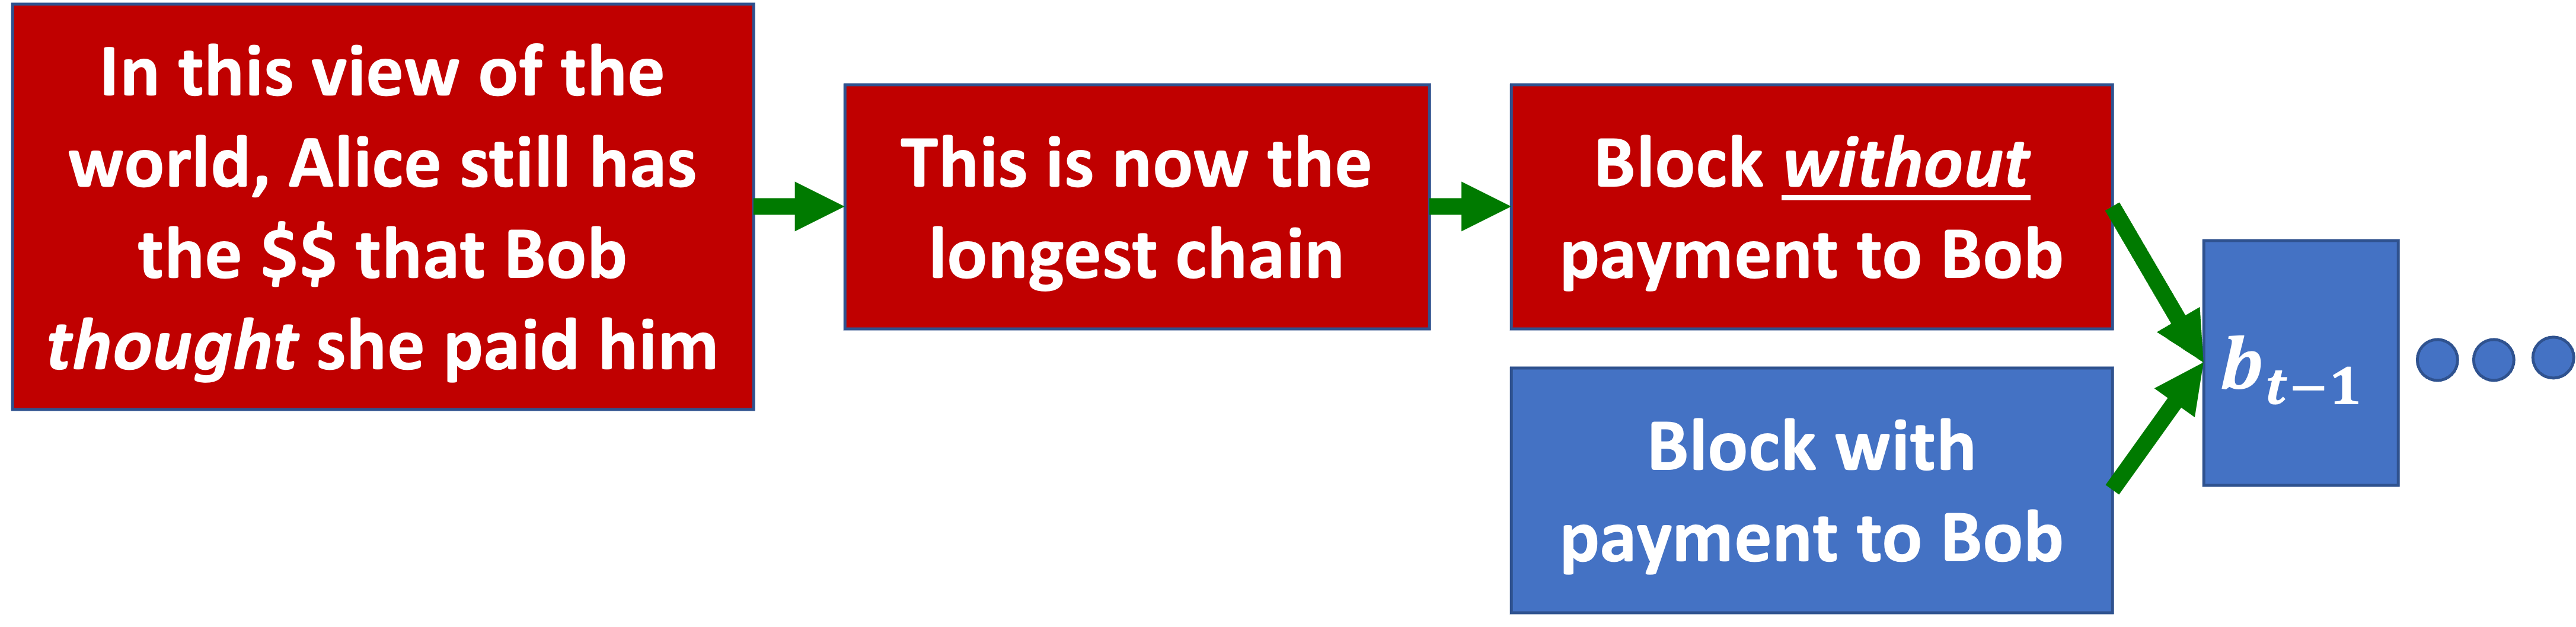 In this view of the
world, Alice still has
the $$ that Bob
thought she paid him
This is now the
longest chain
Block without
payment to Bob
Block with
payment to Bob
b_{t−1}